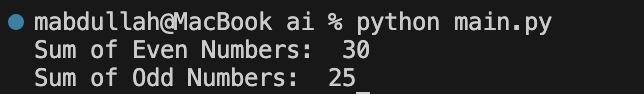 mabdullah@MacBook ai % python main.py
Sum of Even Numbers:  30
Sum of Odd Numbers:  25